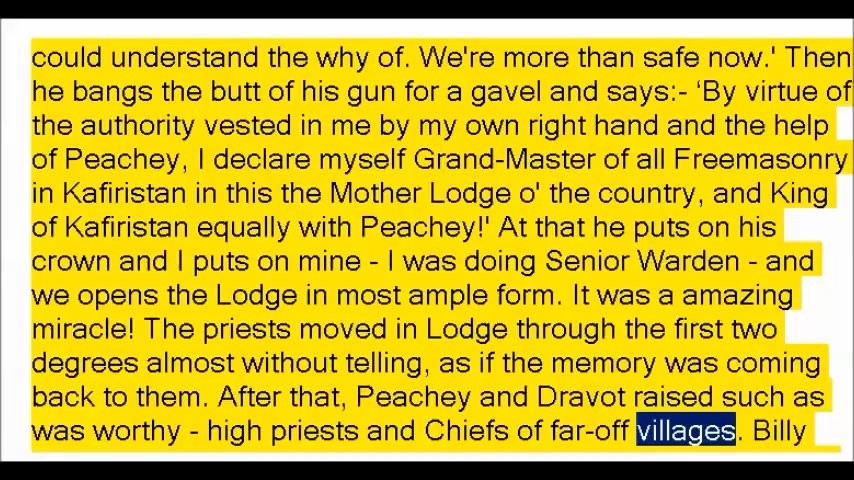 could understand the why of. We're more than safe now.' Then
he bangs the butt of his gun for a gavel and says:- ‘By virtue of
the authority vested in me by my own right hand and the help
of Peachey, I declare myself Grand-Master of all Freemasonry
in Kafiristan in this the Mother Lodge o' the country, and King
of Kafiristan equally with Peachey!' At that he puts on his
crown and I puts on mine - I was doing Senior Warden - and
we opens the Lodge in most ample form. It was a amazing
miracle! The priests moved in Lodge through the first two
degrees almost without telling, as if the memory was coming
back to them. After that, Peachey and Dravot raised such as
was worthy - high priests and Chiefs of far-off villages. Billy